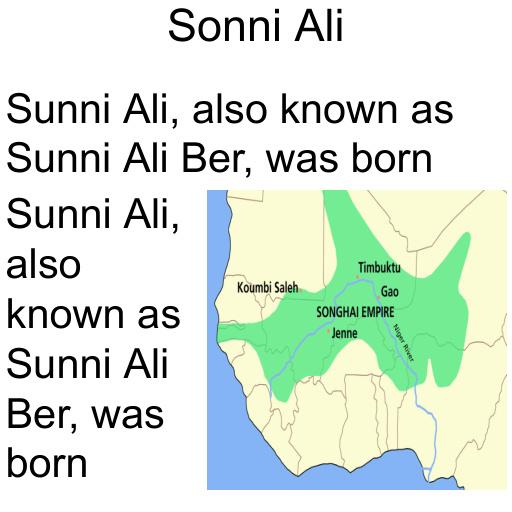 Sonni Ali
Sunni Ali, also known as
Sunni Ali Ber, was born
Sunni Ali,
also
known as
Sunni Ali
Ber, was
born
Timbuktu
Koumbi Saleh
Gao
SONGHAI EMPIRE
Jenne
Niger River